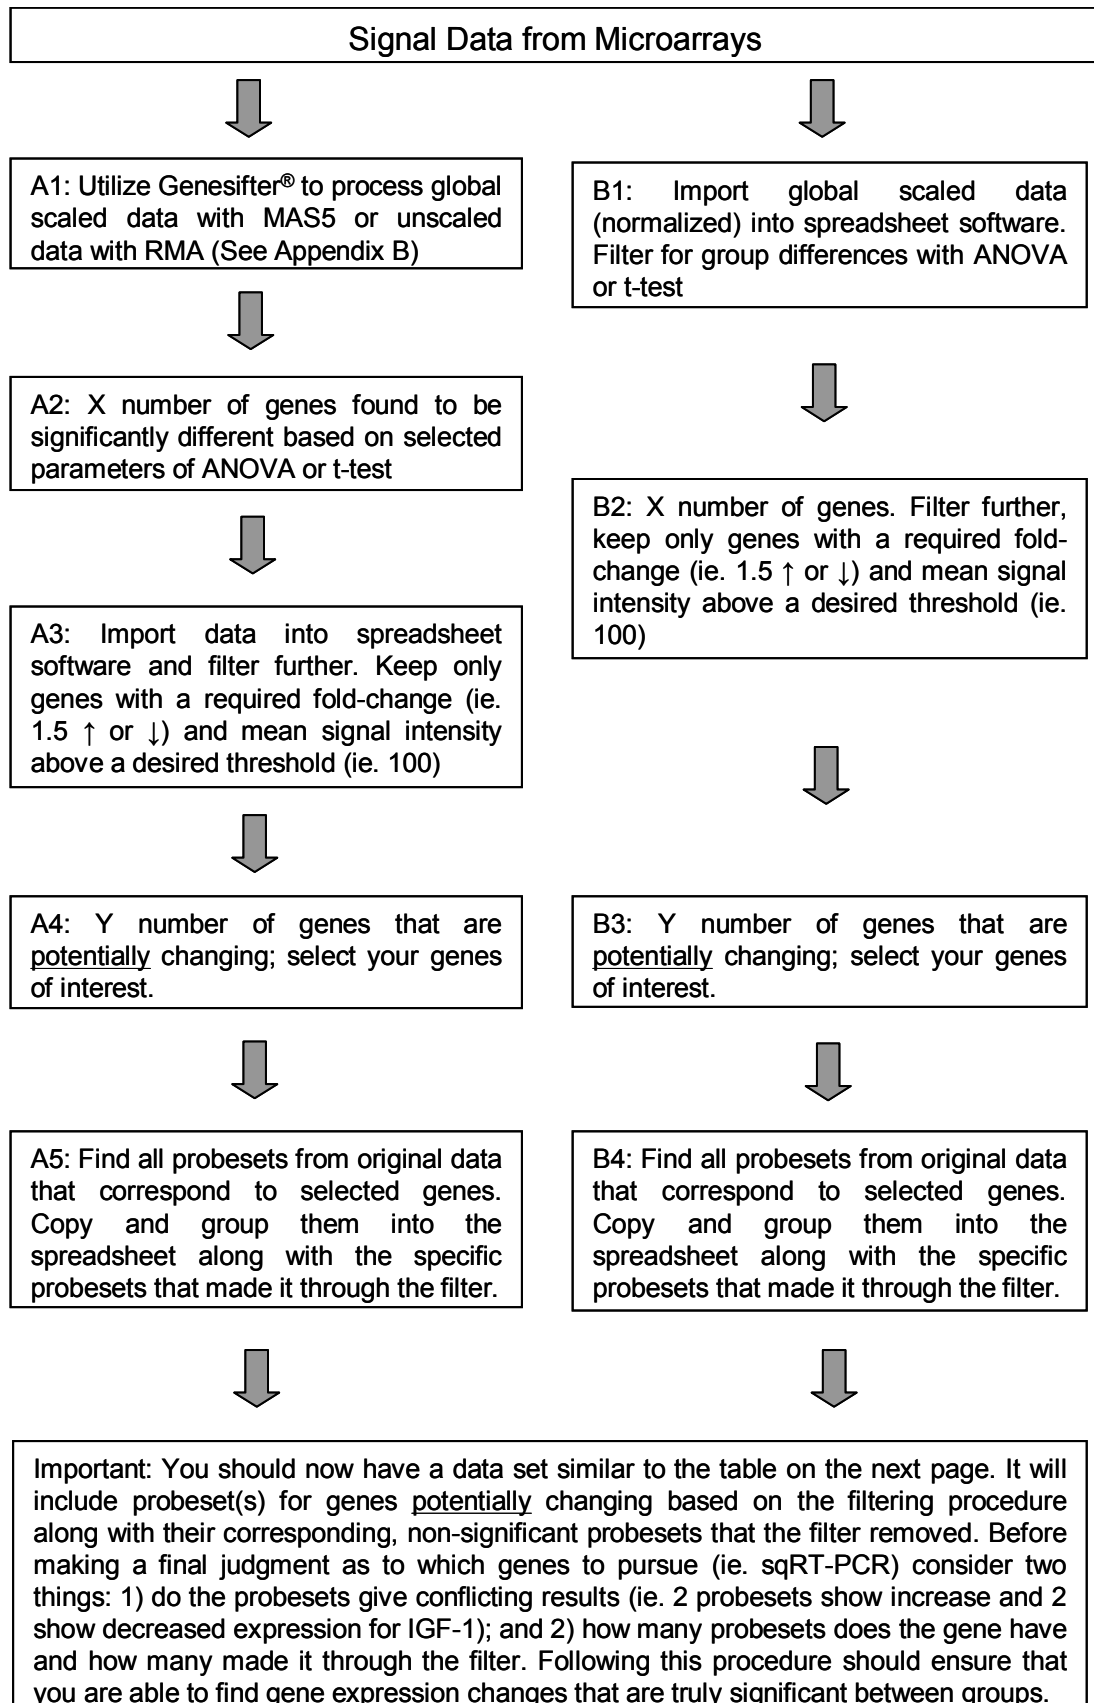 Signal Data from Microarrays
A1: Utilize Genesifter® to process global
scaled data with MAS5 or unscaled
data with RMA (See Appendix B)
A2: X number of genes found to be
significantly different based on selected
parameters of ANOVA or t-test
A3: Import data into spreadsheet
software and filter further. Keep only
genes with a required fold-change (ie.
1.5 ↑ or ↓) and mean signal intensity
above a desired threshold (ie. 100)
A4: Y number of genes that are
potentially changing; select your genes
of interest.
A5: Find all probesets from original data
that correspond to selected genes.
Copy and group them into the
spreadsheet along with the specific
probesets that made it through the filter.
B1: Import global scaled data
(normalized) into spreadsheet software.
Filter for group differences with ANOVA
or t-test
B2: X number of genes. Filter further,
keep only genes with a required fold-
change (ie. 1.5 ↑ or ↓) and mean signal
intensity above a desired threshold (ie.
100)
B3: Y number of genes that are
potentially changing; select your genes
of interest.
B4: Find all probesets from original data
that correspond to selected genes.
Copy and group them into the
spreadsheet along with the specific
probesets that made it through the filter.
Important: You should now have a data set similar to the table on the next page. It will
include probeset(s) for genes potentially changing based on the filtering procedure
along with their corresponding, non-significant probesets that the filter removed. Before
making a final judgment as to which genes to pursue (ie. sqRT-PCR) consider two
things: 1) do the probesets give conflicting results (ie. 2 probesets show increase and 2
show decreased expression for IGF-1); and 2) how many probesets does the gene have
and how many made it through the filter. Following this procedure should ensure that
you are able to find gene expression changes that are truly significant between groups.